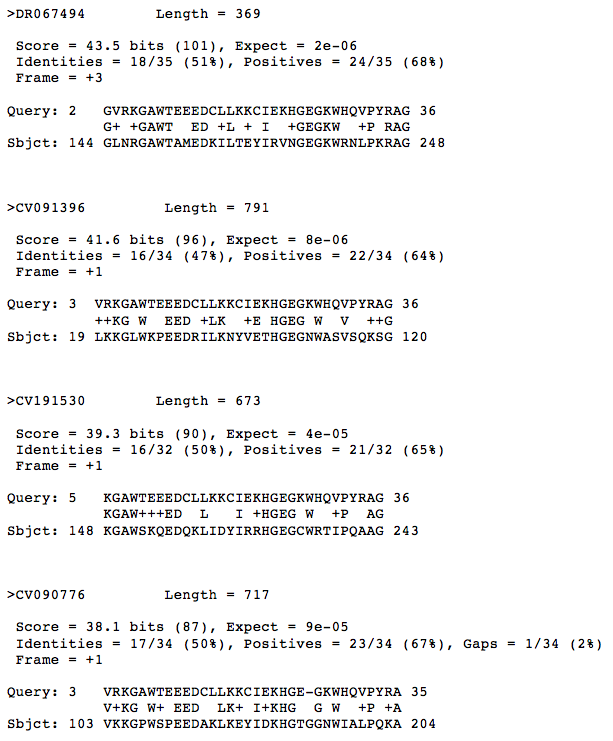 >DR067494     Length = 369
 Score = 43.5 bits (101), Expect = 2e-06
 Identities = 18/35 (51%), Positives = 24/35 (68%)
 Frame = +3
Query: 2   GVRKGAWTEEEDCLLKKCIEKHGEGKWHQVPYRAG 36
           G+ +GAWT  ED +L + I  +GEGKW  +P RAG
Sbjct: 144 GLNRGAWTAMEDKILTEYIRVNGEGKWRNLPKRAG 248
>CV091396         Length = 791
 Score = 41.6 bits (96), Expect = 8e-06
 Identities = 16/34 (47%), Positives = 22/34 (64%)
 Frame = +1
Query: 3  VRKGAWTEEEDCLLKKCIEKHGEGKWHQVPYRAG 36
          ++KG W  EED +LK  +E HGEG W  V  ++G
Sbjct: 19 LKKGLWKPEEDRILKNYVETHGEGNWASVSQKSG 120
>CV191530        Length = 673
 Score = 39.3 bits (90), Expect = 4e-05
 Identities = 16/32 (50%), Positives = 21/32 (65%)
 Frame = +1
Query: 5   KGAWTEEEDCLLKKCIEKHGEGKWHQVPYRAG 36
           KGAW+++ED  L   I +HGEG W  +P  AG
Sbjct: 148 KGAWSKQEDQKLIDYIRRHGEGCWRTIPQAAG 243
>CV090776         Length = 717
 Score = 38.1 bits (87), Expect = 9e-05
 Identities = 17/34 (50%), Positives = 23/34 (67%), Gaps = 1/34 (2%)
 Frame = +1
Query: 3   VRKGAWTEEEDCLLKKCIEKHGE-GKWHQVPYRA 35
           V+KG W+ EED  LK+ I+KHG  G W  +P +A
Sbjct: 103 VKKGPWSPEEDAKLKEYIDKHGTGGNWIALPQKA 204